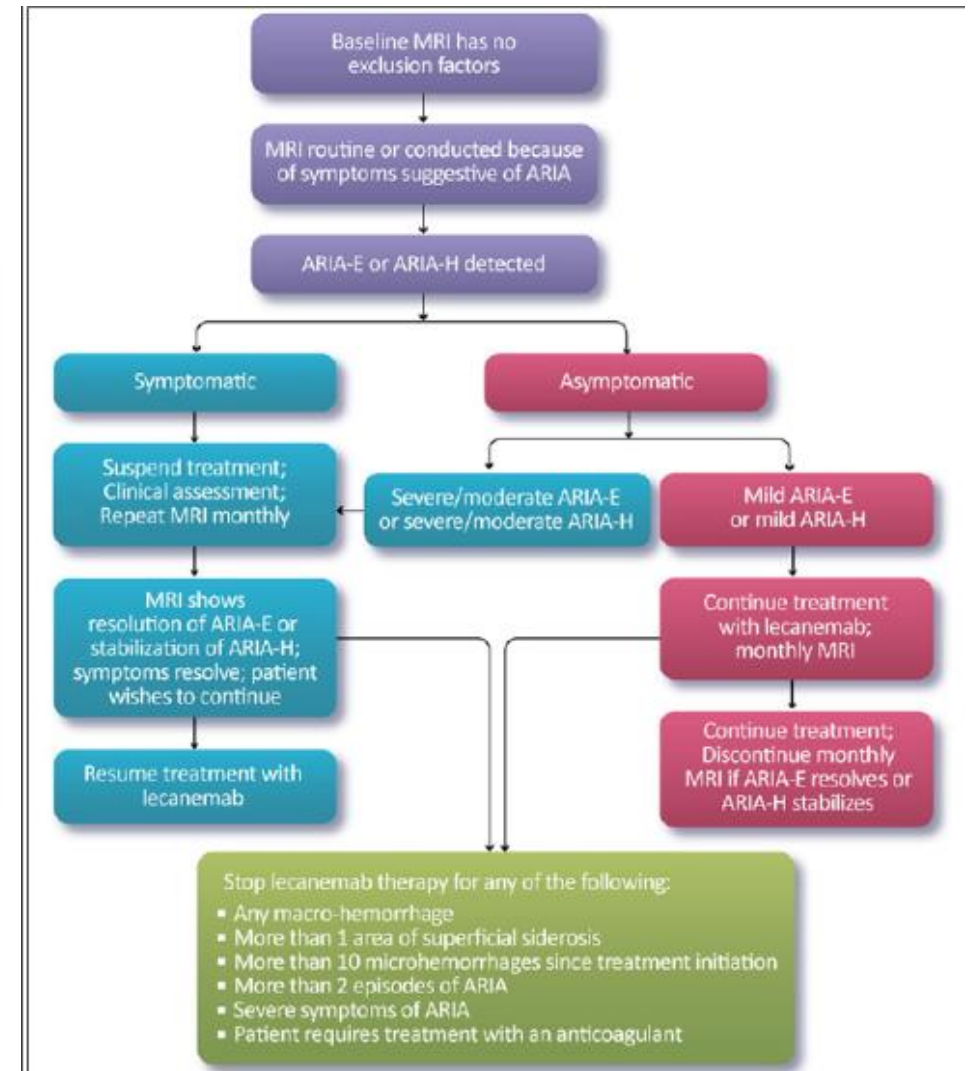 Baseline MRI has no
exclusion factors
MRI routine or conducted because
of symptoms suggestive of ARIA
ARIA-E or ARIA-H detected
Symptomatic
Asymptomatic
Suspend treatment;
Clinical assessment;
Repeat MRI monthly
Severe/moderate ARIA-E
or severe/moderate ARIA-H
Mild ARIA-E
or mild ARIA-H
MRI shows
resolution of ARIA-E or
stabilization of ARIA-H;
symptoms resolve; patient
wishes to continue
Continue treatment
with lecanemab;
monthly MRI
Resume treatment with
lecanemab
Continue treatment;
Discontinue monthly
MRI if ARIA-E resolves or
ARIA-H stabilizes
Stop lecanemab therapy for any of the following:
▪ Any macro-hemorrhage
▪ More than 1 area of superficial siderosis
▪ More than 10 microhemorrhages since treatment initiation
▪ More than 2 episodes of ARIA
▪ Severe symptoms of ARIA
▪ Patient requires treatment with an anticoagulant